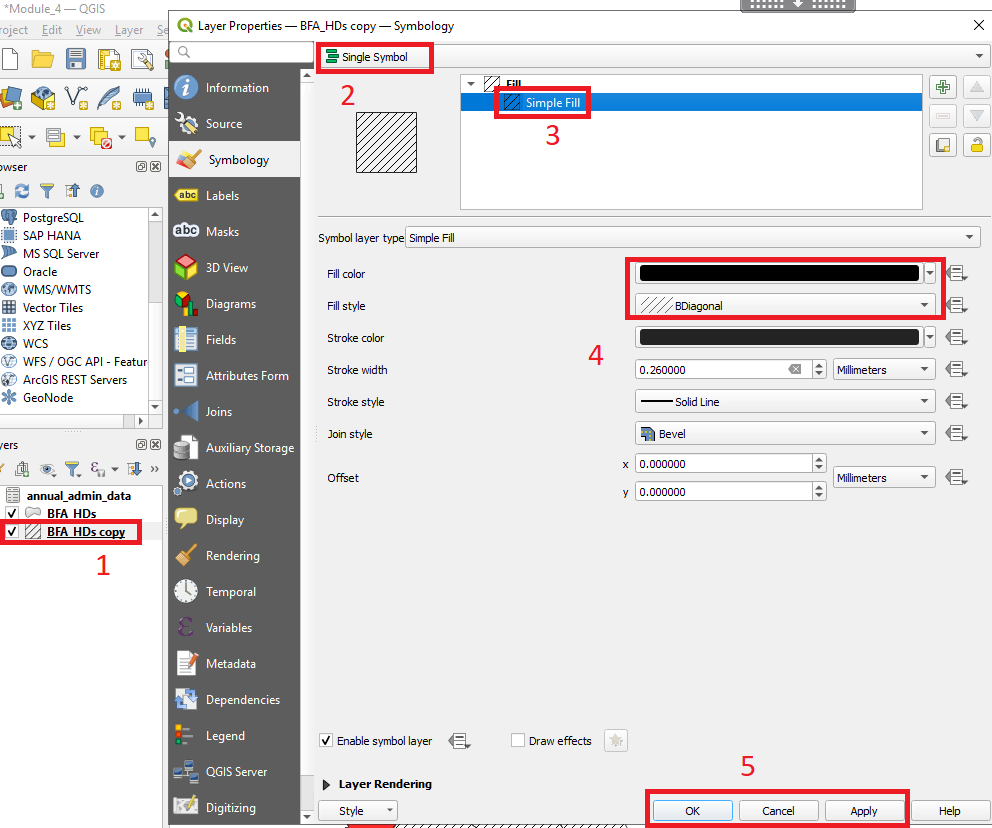 *Module_4 — QGIS
roject Edit View Layer Se
owser
PostgreSQL
SAP HANA
MS SQL Server
Oracle
WMS/WMTS
Vector Tiles
XYZ Tiles
WCS
WFS / OGC API - Featur
ArcGIS REST Servers
GeoNode
yers
annual_admin_data
BFA_HDs
BFA_HDs copy
1
Layer Properties — BFA_HDs copy — Symbology
Information
Source
Symbology
abc Labels
abc Masks
3D View
Diagrams
Fields
Attributes Form
Joins
Auxiliary Storage
Actions
Display
Rendering
Temporal
Variables
Metadata
Dependencies
Legend
QGIS Server
Digitizing
Single Symbol
2
Fill
Simple Fill
3
Symbol layer type Simple Fill
Fill color
Fill style BDiagonal
Stroke color
4
Stroke width 0.260000 Millimeters
Stroke style Solid Line
Join style Bevel
Offset x 0.000000 Millimeters
y 0.000000
Enable symbol layer Draw effects
Layer Rendering
5
Style OK Cancel Apply Help